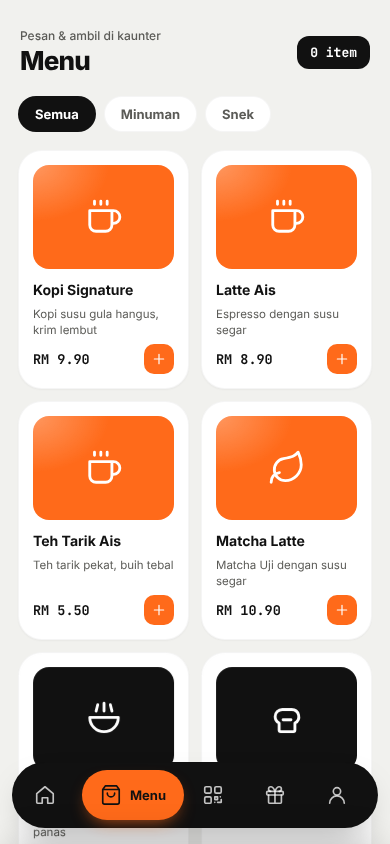 Pesan & ambil di kaunter
Menu
0 item
Semua
Minuman
Snek
Kopi Signature
Kopi susu gula hangus,
krim lembut
RM 9.90
Latte Ais
Espresso dengan susu
segar
RM 8.90
Teh Tarik Ais
Teh tarik pekat, buih tebal
RM 5.50
Matcha Latte
Matcha Uji dengan susu
segar
RM 10.90
Menu
panas